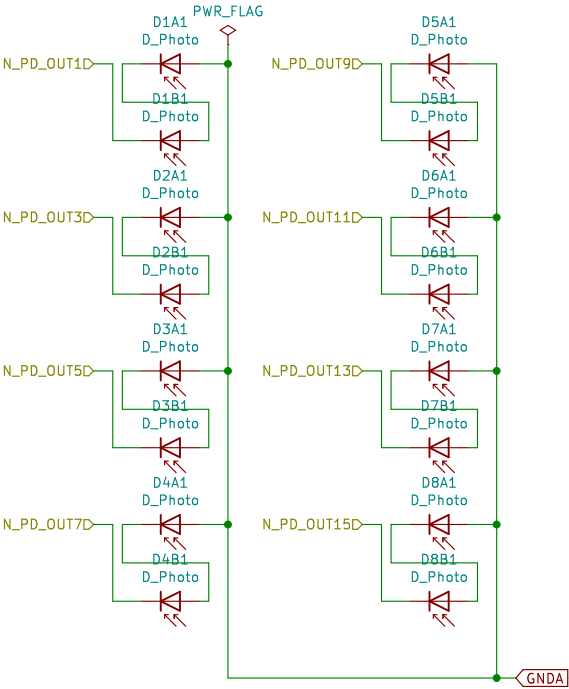 PWR_FLAG
D1A1
D_Photo
N_PD_OUT1
D1B1
D_Photo
D2A1
D_Photo
N_PD_OUT3
D2B1
D_Photo
D3A1
D_Photo
N_PD_OUT5
D3B1
D_Photo
D4A1
D_Photo
N_PD_OUT7
D4B1
D_Photo
D5A1
D_Photo
N_PD_OUT9
D5B1
D_Photo
D6A1
D_Photo
N_PD_OUT11
D6B1
D_Photo
D7A1
D_Photo
N_PD_OUT13
D7B1
D_Photo
D8A1
D_Photo
N_PD_OUT15
D8B1
D_Photo
GNDA